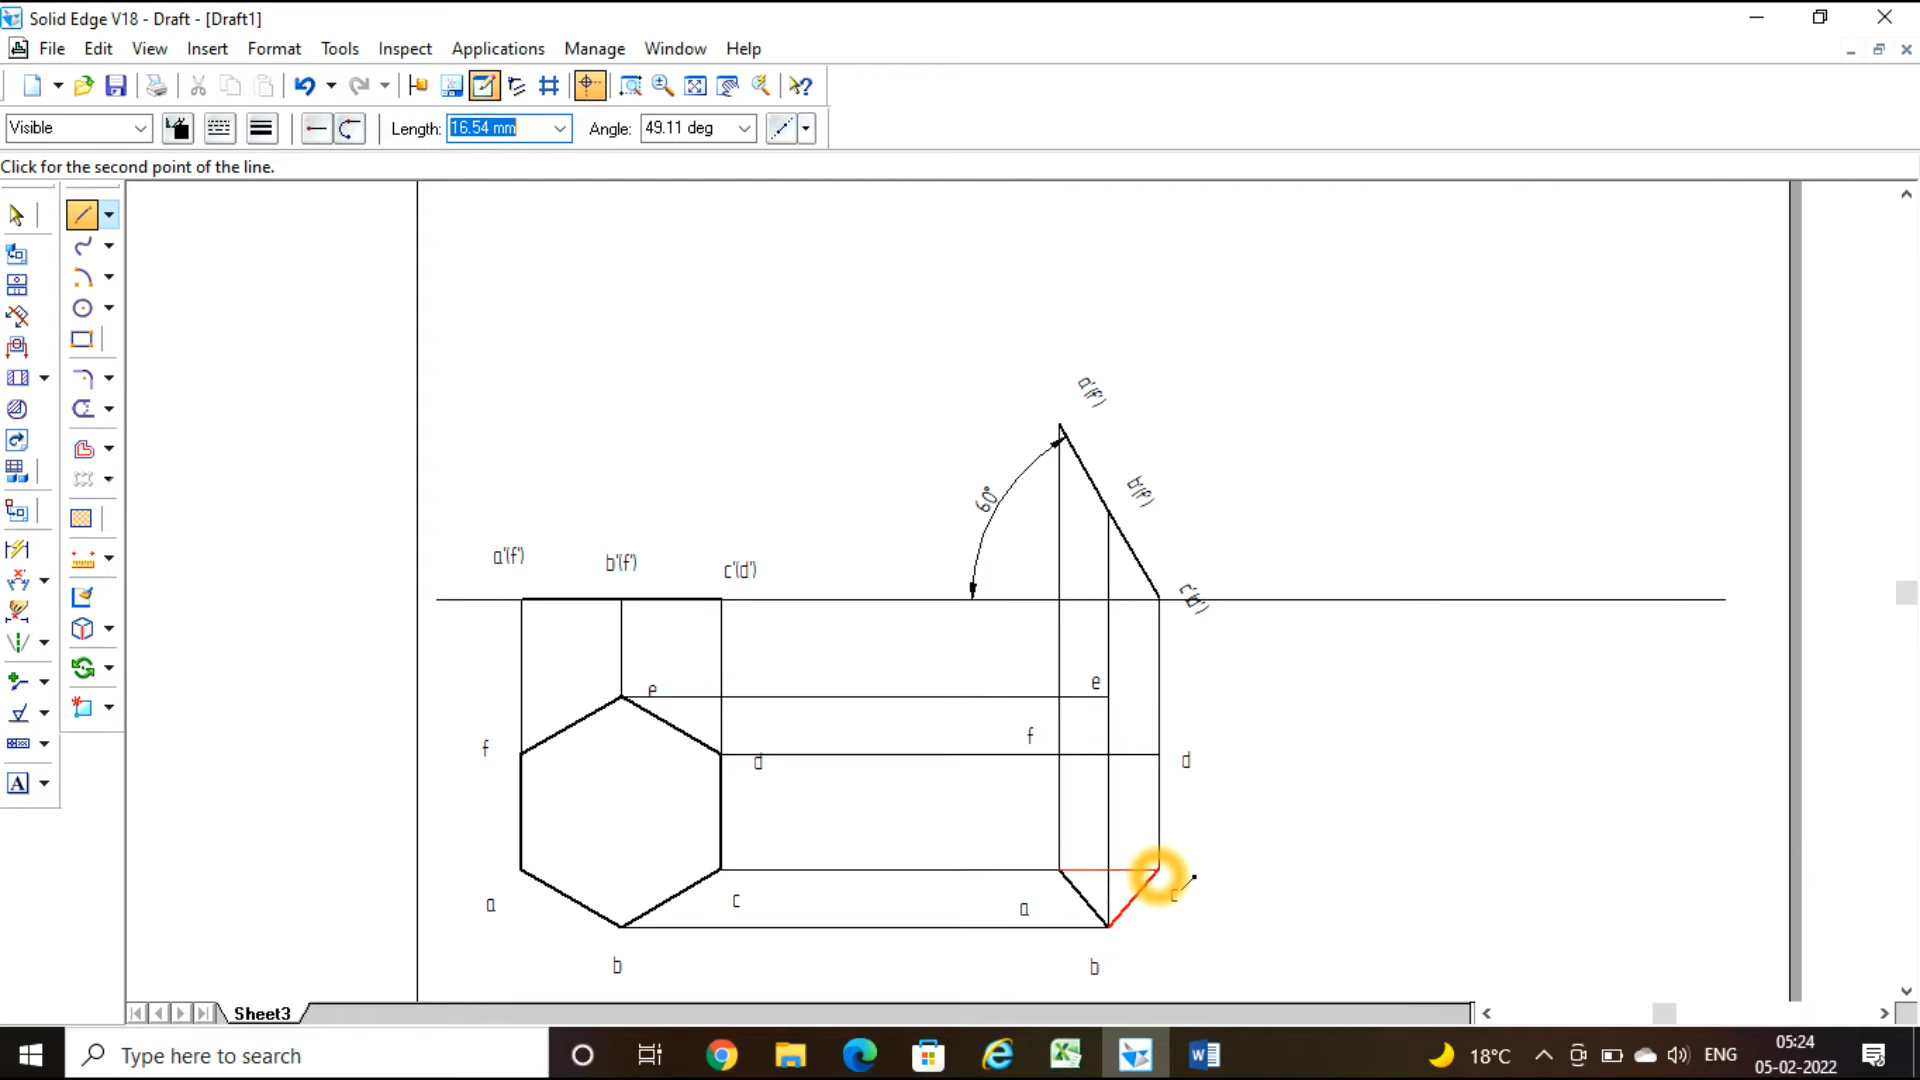 Solid Edge V18 - Draft - [Draft1]
File Edit View Insert Format Tools Inspect Applications Manage Window Help
Visible Length: 16.54 mm Angle: 49.11 deg
Click for the second point of the line.
a'(f')
60°
b'(f')
a'(f')
b'(f')
c'(d')
c'(d')
e
e
f
f
d
d
a
c
a
c
b
b
Sheet3
Type here to search
18°C
ENG
05:24
05-02-2022